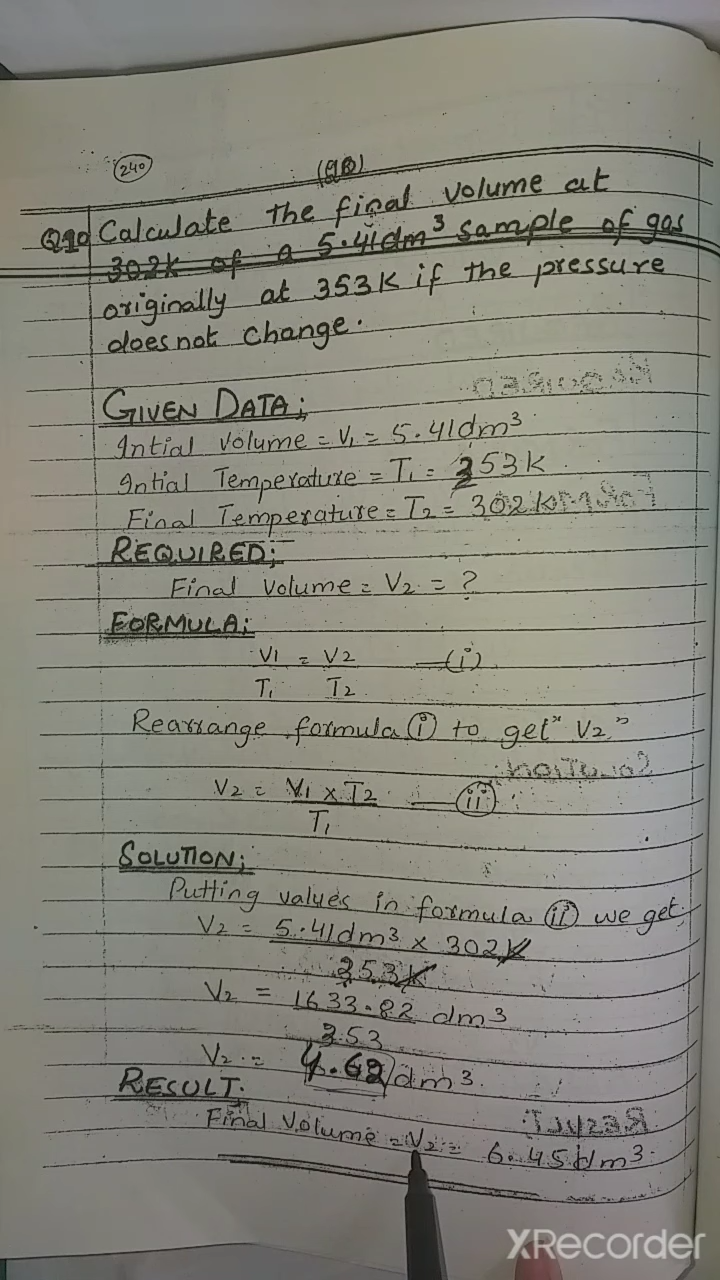 240
Q10 Calculate the final volume at
302K of a 5.41dm³ sample of gas
originally at 353K if the pressure
does not change.
GIVEN DATA;
Intial Volume = V₁ = 5.41dm³
Intial Temperature = T₁ = 353K
Final Temperature = T₂ = 302K
REQUIRED;
Final Volume = V₂ = ?
FORMULA;
V₁/T₁ = V₂/T₂ —(i)
Rearrange formula (i) to get "V₂"
V₂ = V₁ x T₂/T₁ —(ii)
SOLUTION;
Putting values in formula (ii) we get;
V₂ = 5.41dm³ x 302K/353K
V₂ = 1633.82/353 dm³
V₂ = 4.62 dm³.
RESULT:
Final Volume = V₂ = 6.45dm³.
XRecorder